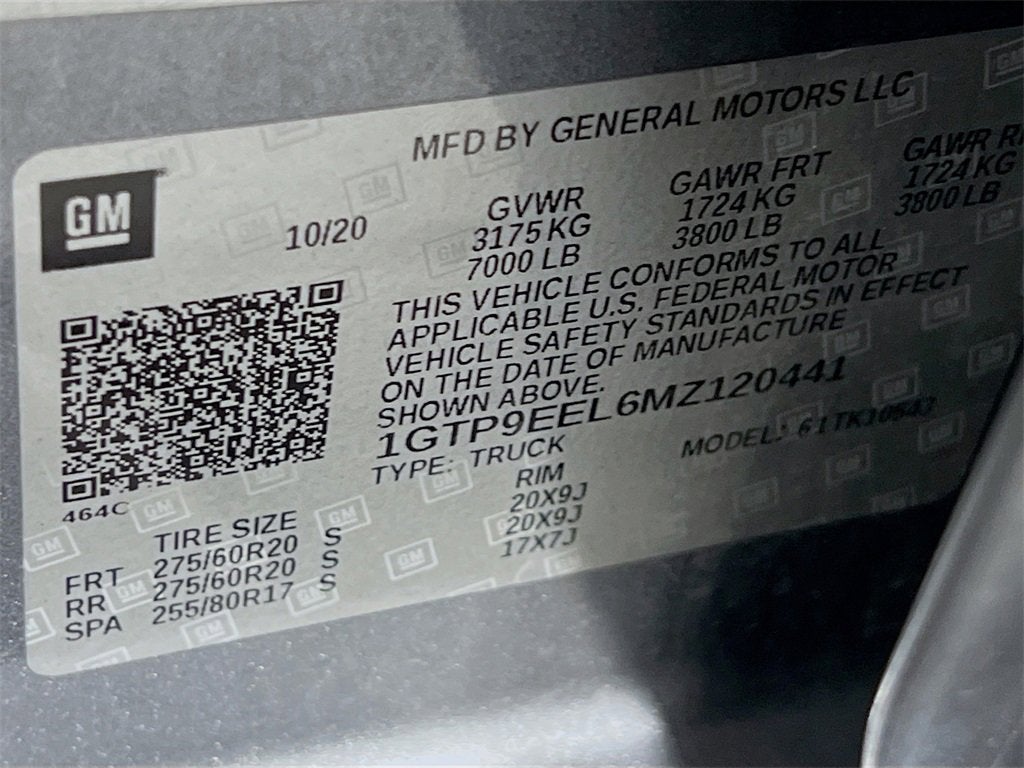 MFD BY GENERAL MOTORS LLC
GM
10/20
GVWR
3175 KG
7000 LB
GAWR FRT
1724 KG
3800 LB
GAWR
1724 KG
3800 LB
THIS VEHICLE CONFORMS TO ALL
APPLICABLE U.S. FEDERAL MOTOR
VEHICLE SAFETY STANDARDS IN EFFECT
ON THE DATE OF MANUFACTURE
SHOWN ABOVE.
1GTP9EEL6MZ120441
TYPE: TRUCK
MODEL:
464C
TIRE SIZE
RIM
FRT 275/60R20 S 20X9J
RR 275/60R20 S 20X9J
SPA 255/80R17 S 17X7J